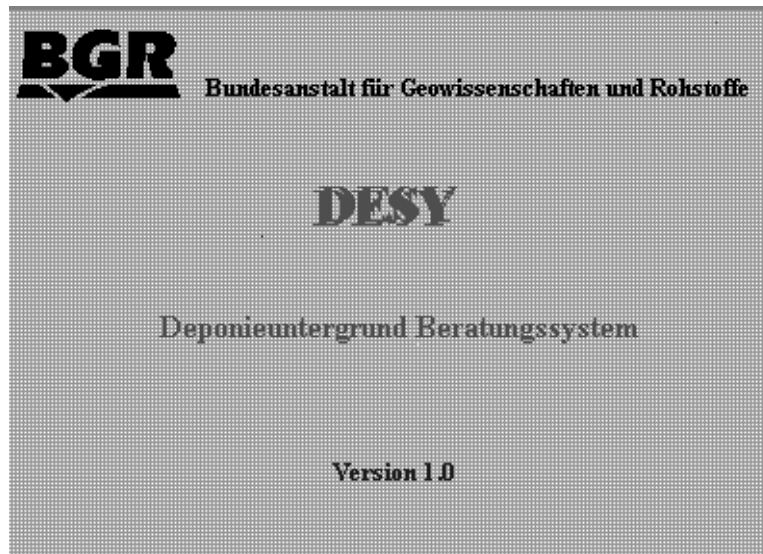 BGR
Bundesanstalt für Geowissenschaften und Rohstoffe
DESY
Deponieuntergrund Beratungssystem
Version 1.0